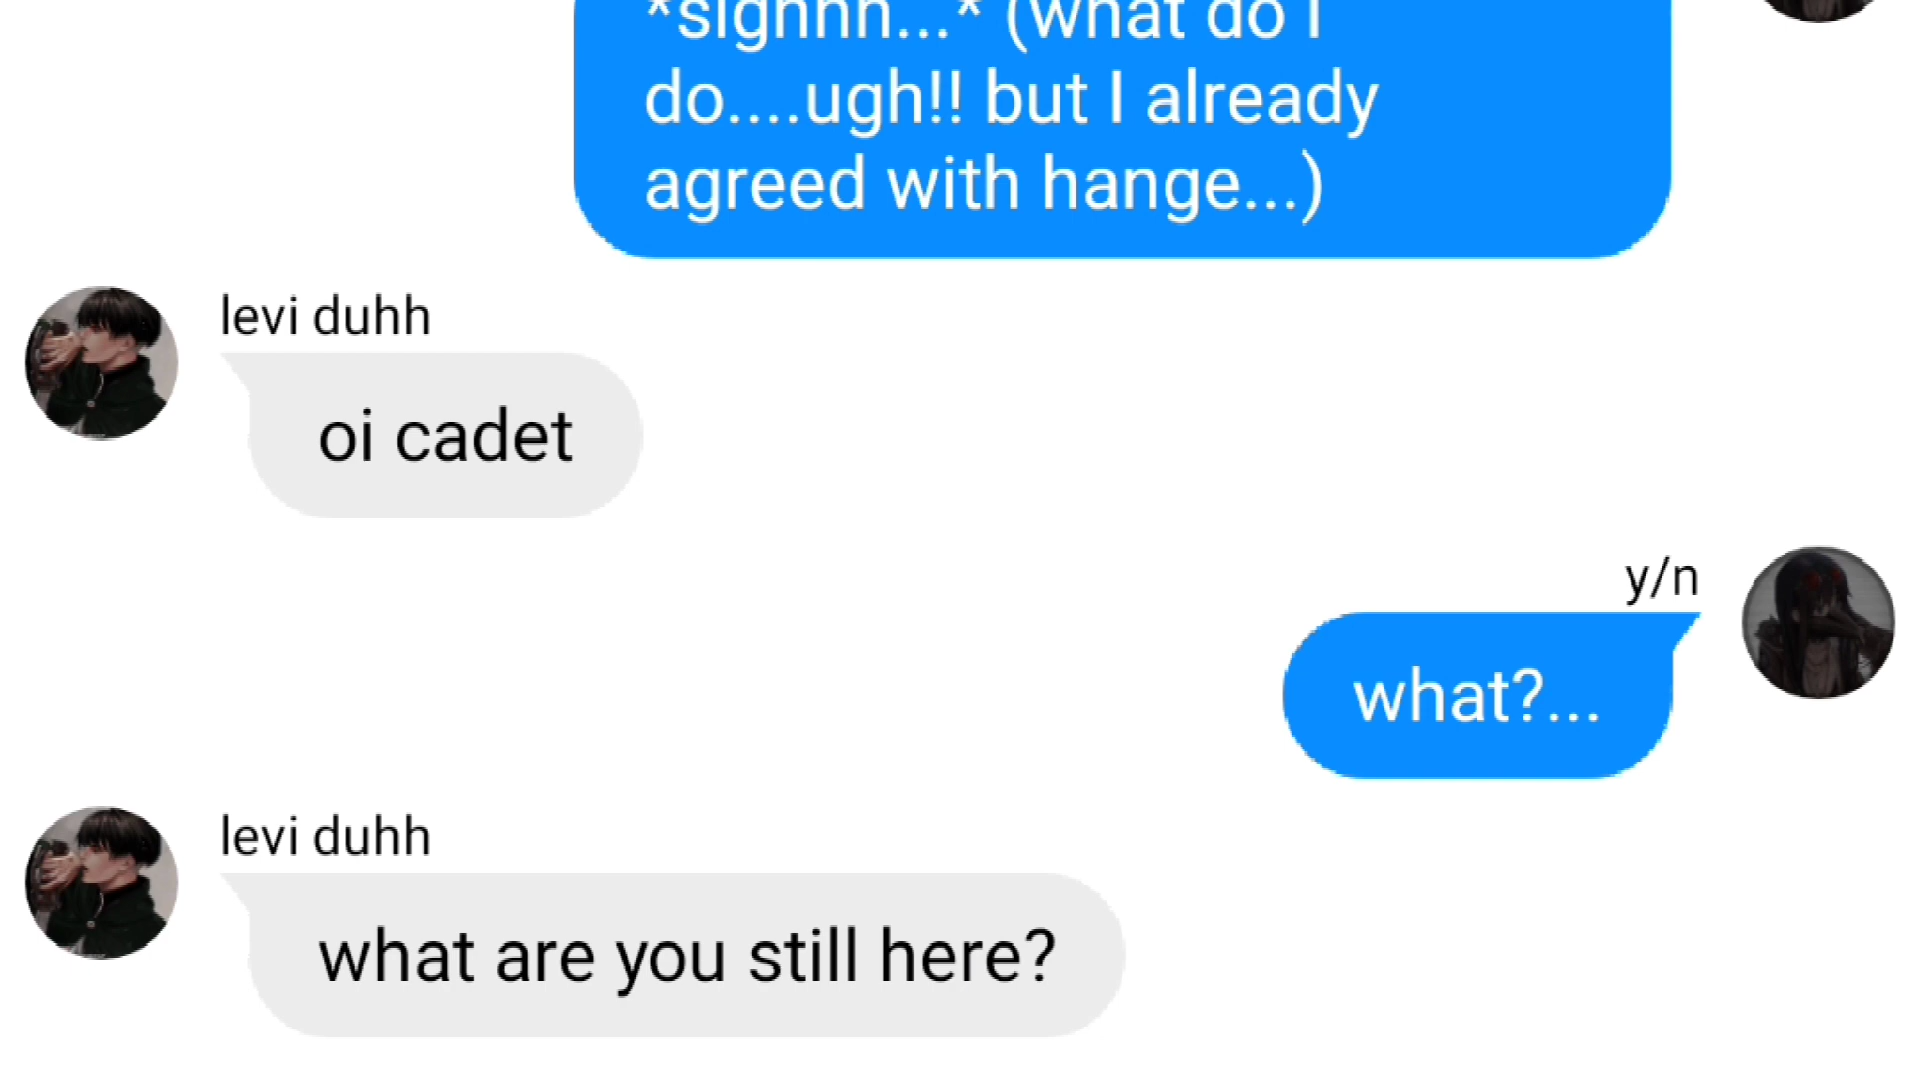 *sighhh...* (what do I
do....ugh!! but I already
agreed with hange...)
levi duhh
oi cadet
y/n
what?...
levi duhh
what are you still here?